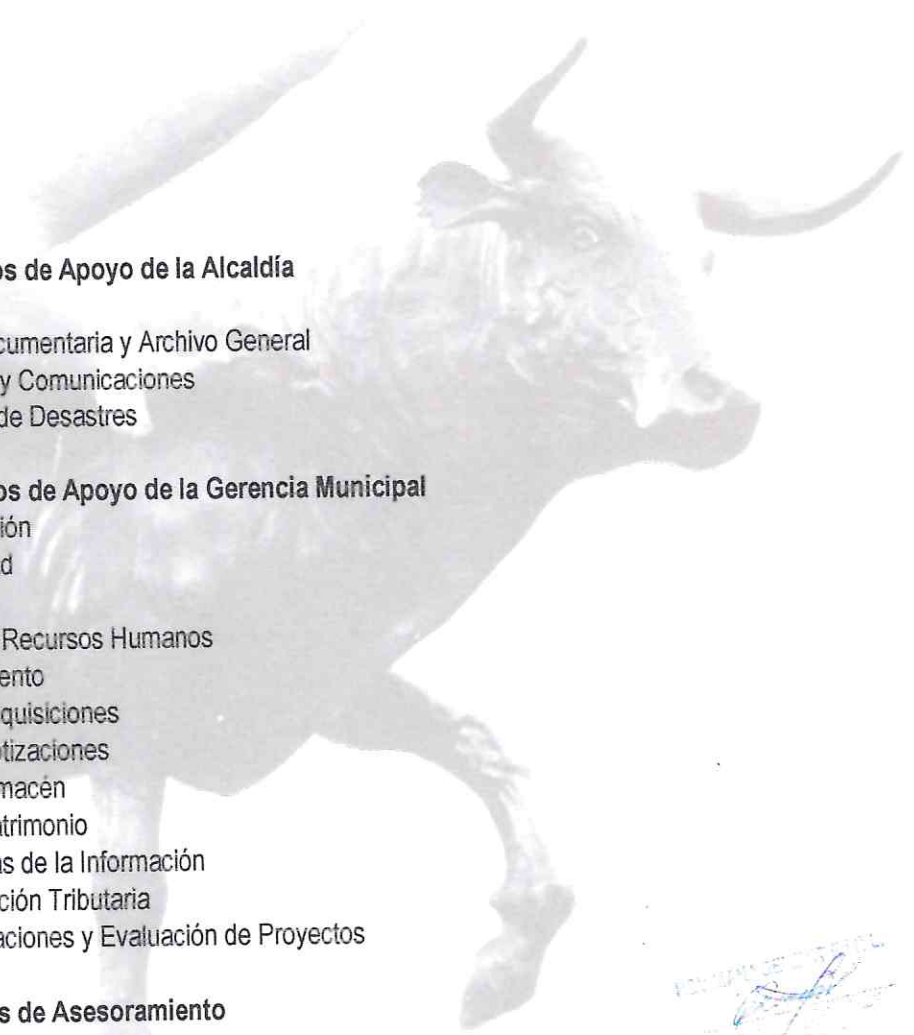 os de Apoyo de la Alcaldía
cumentaria y Archivo General
y Comunicaciones
de Desastres
os de Apoyo de la Gerencia Municipal
ión
d
Recursos Humanos
ento
quisiciones
tizaciones
macén
trimonio
as de la Información
ción Tributaria
aciones y Evaluación de Proyectos
s de Asesoramiento